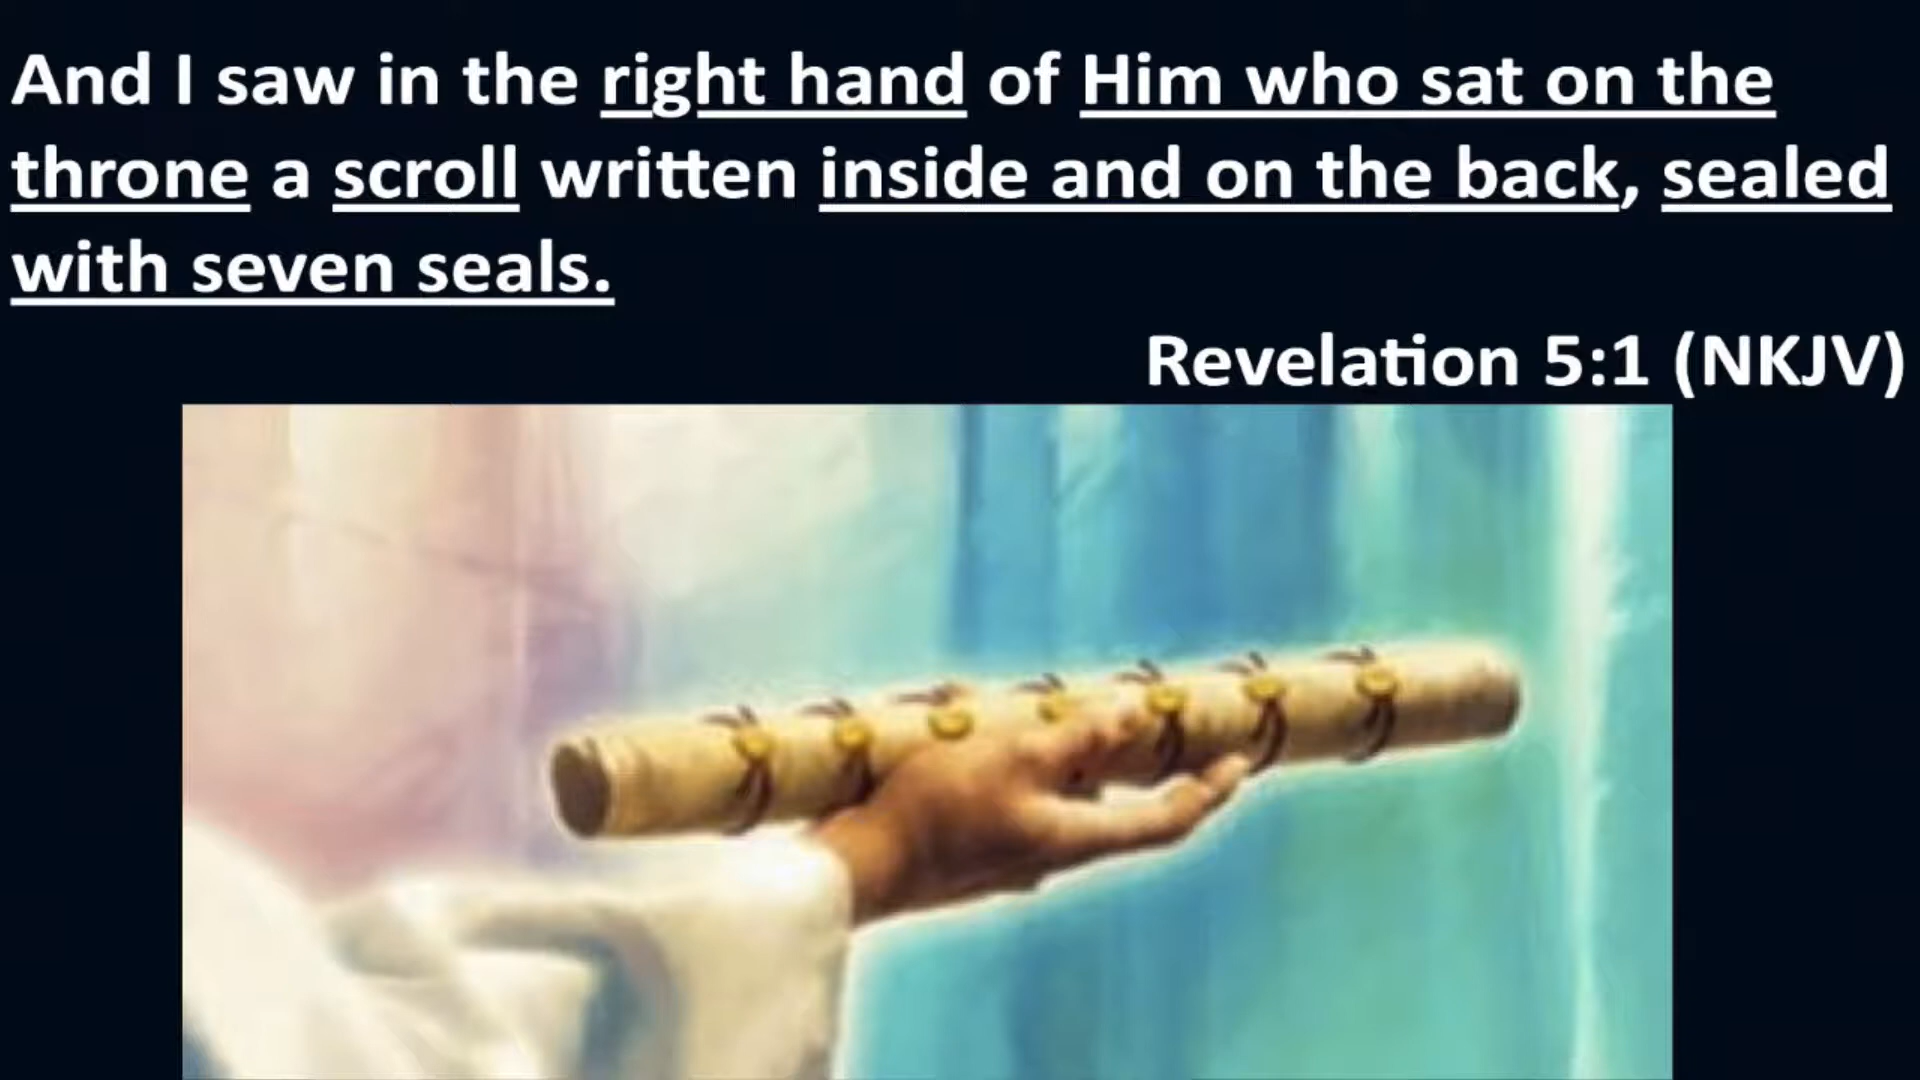 And I saw in the right hand of Him who sat on the
throne a scroll written inside and on the back, sealed
with seven seals.
Revelation 5:1 (NKJV)